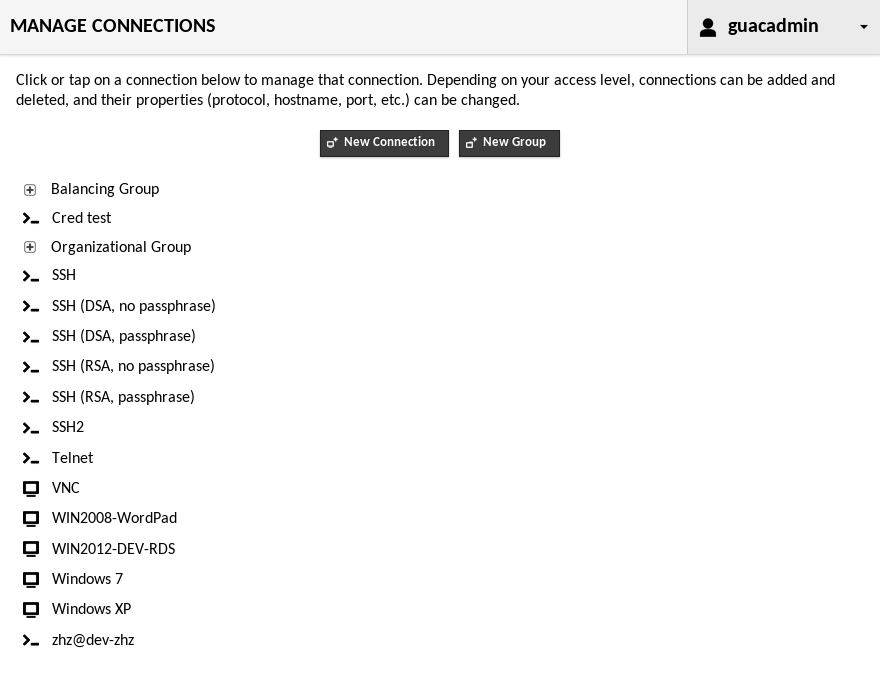 MANAGE CONNECTIONS
guacadmin
Click or tap on a connection below to manage that connection. Depending on your access level, connections can be added and
deleted, and their properties (protocol, hostname, port, etc.) can be changed.
New Connection
New Group
Balancing Group
Cred test
Organizational Group
SSH
SSH (DSA, no passphrase)
SSH (DSA, passphrase)
SSH (RSA, no passphrase)
SSH (RSA, passphrase)
SSH2
Telnet
VNC
WIN2008-WordPad
WIN2012-DEV-RDS
Windows 7
Windows XP
zhz@dev-zhz